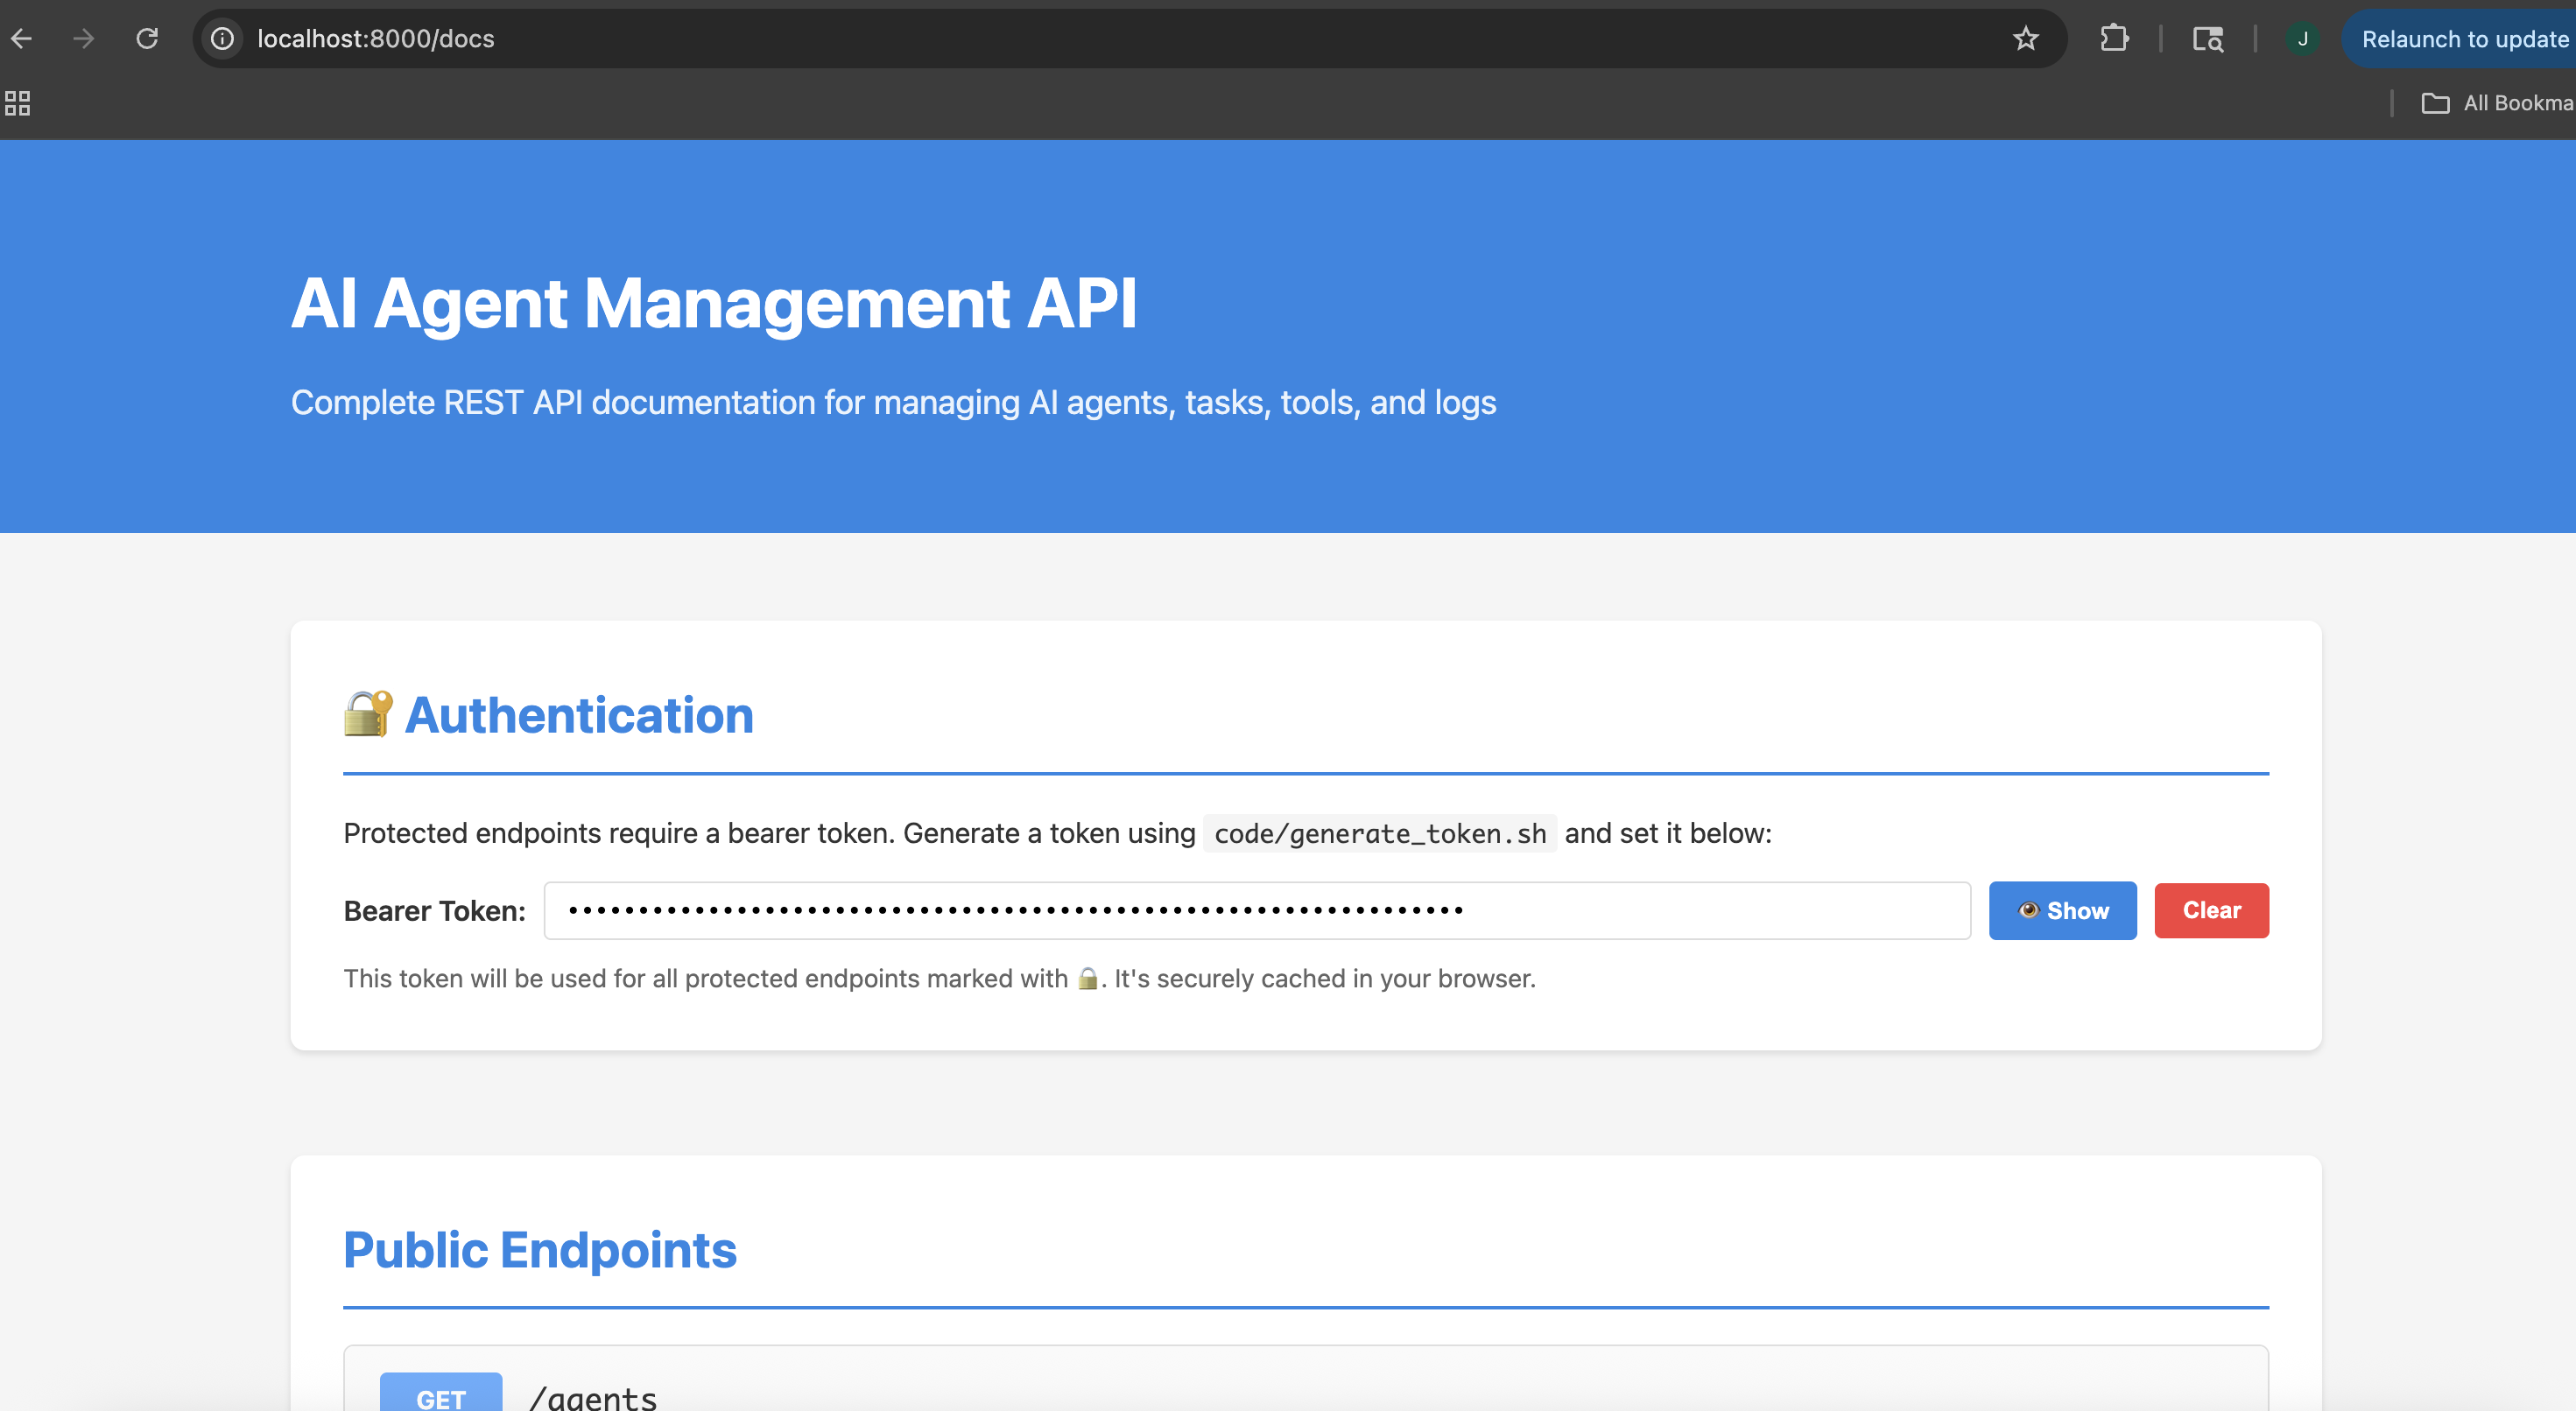 localhost:8000/docs
J
Relaunch to update
All Bookma
AI Agent Management API
Complete REST API documentation for managing AI agents, tasks, tools, and logs
🔐 Authentication
Protected endpoints require a bearer token. Generate a token using code/generate_token.sh and set it below:
Bearer Token: ••••••••••••••••••••••••••••••••••••••••••••••••••••••••••••••••
👁 Show
Clear
This token will be used for all protected endpoints marked with 🔒. It's securely cached in your browser.
Public Endpoints
GET /agents